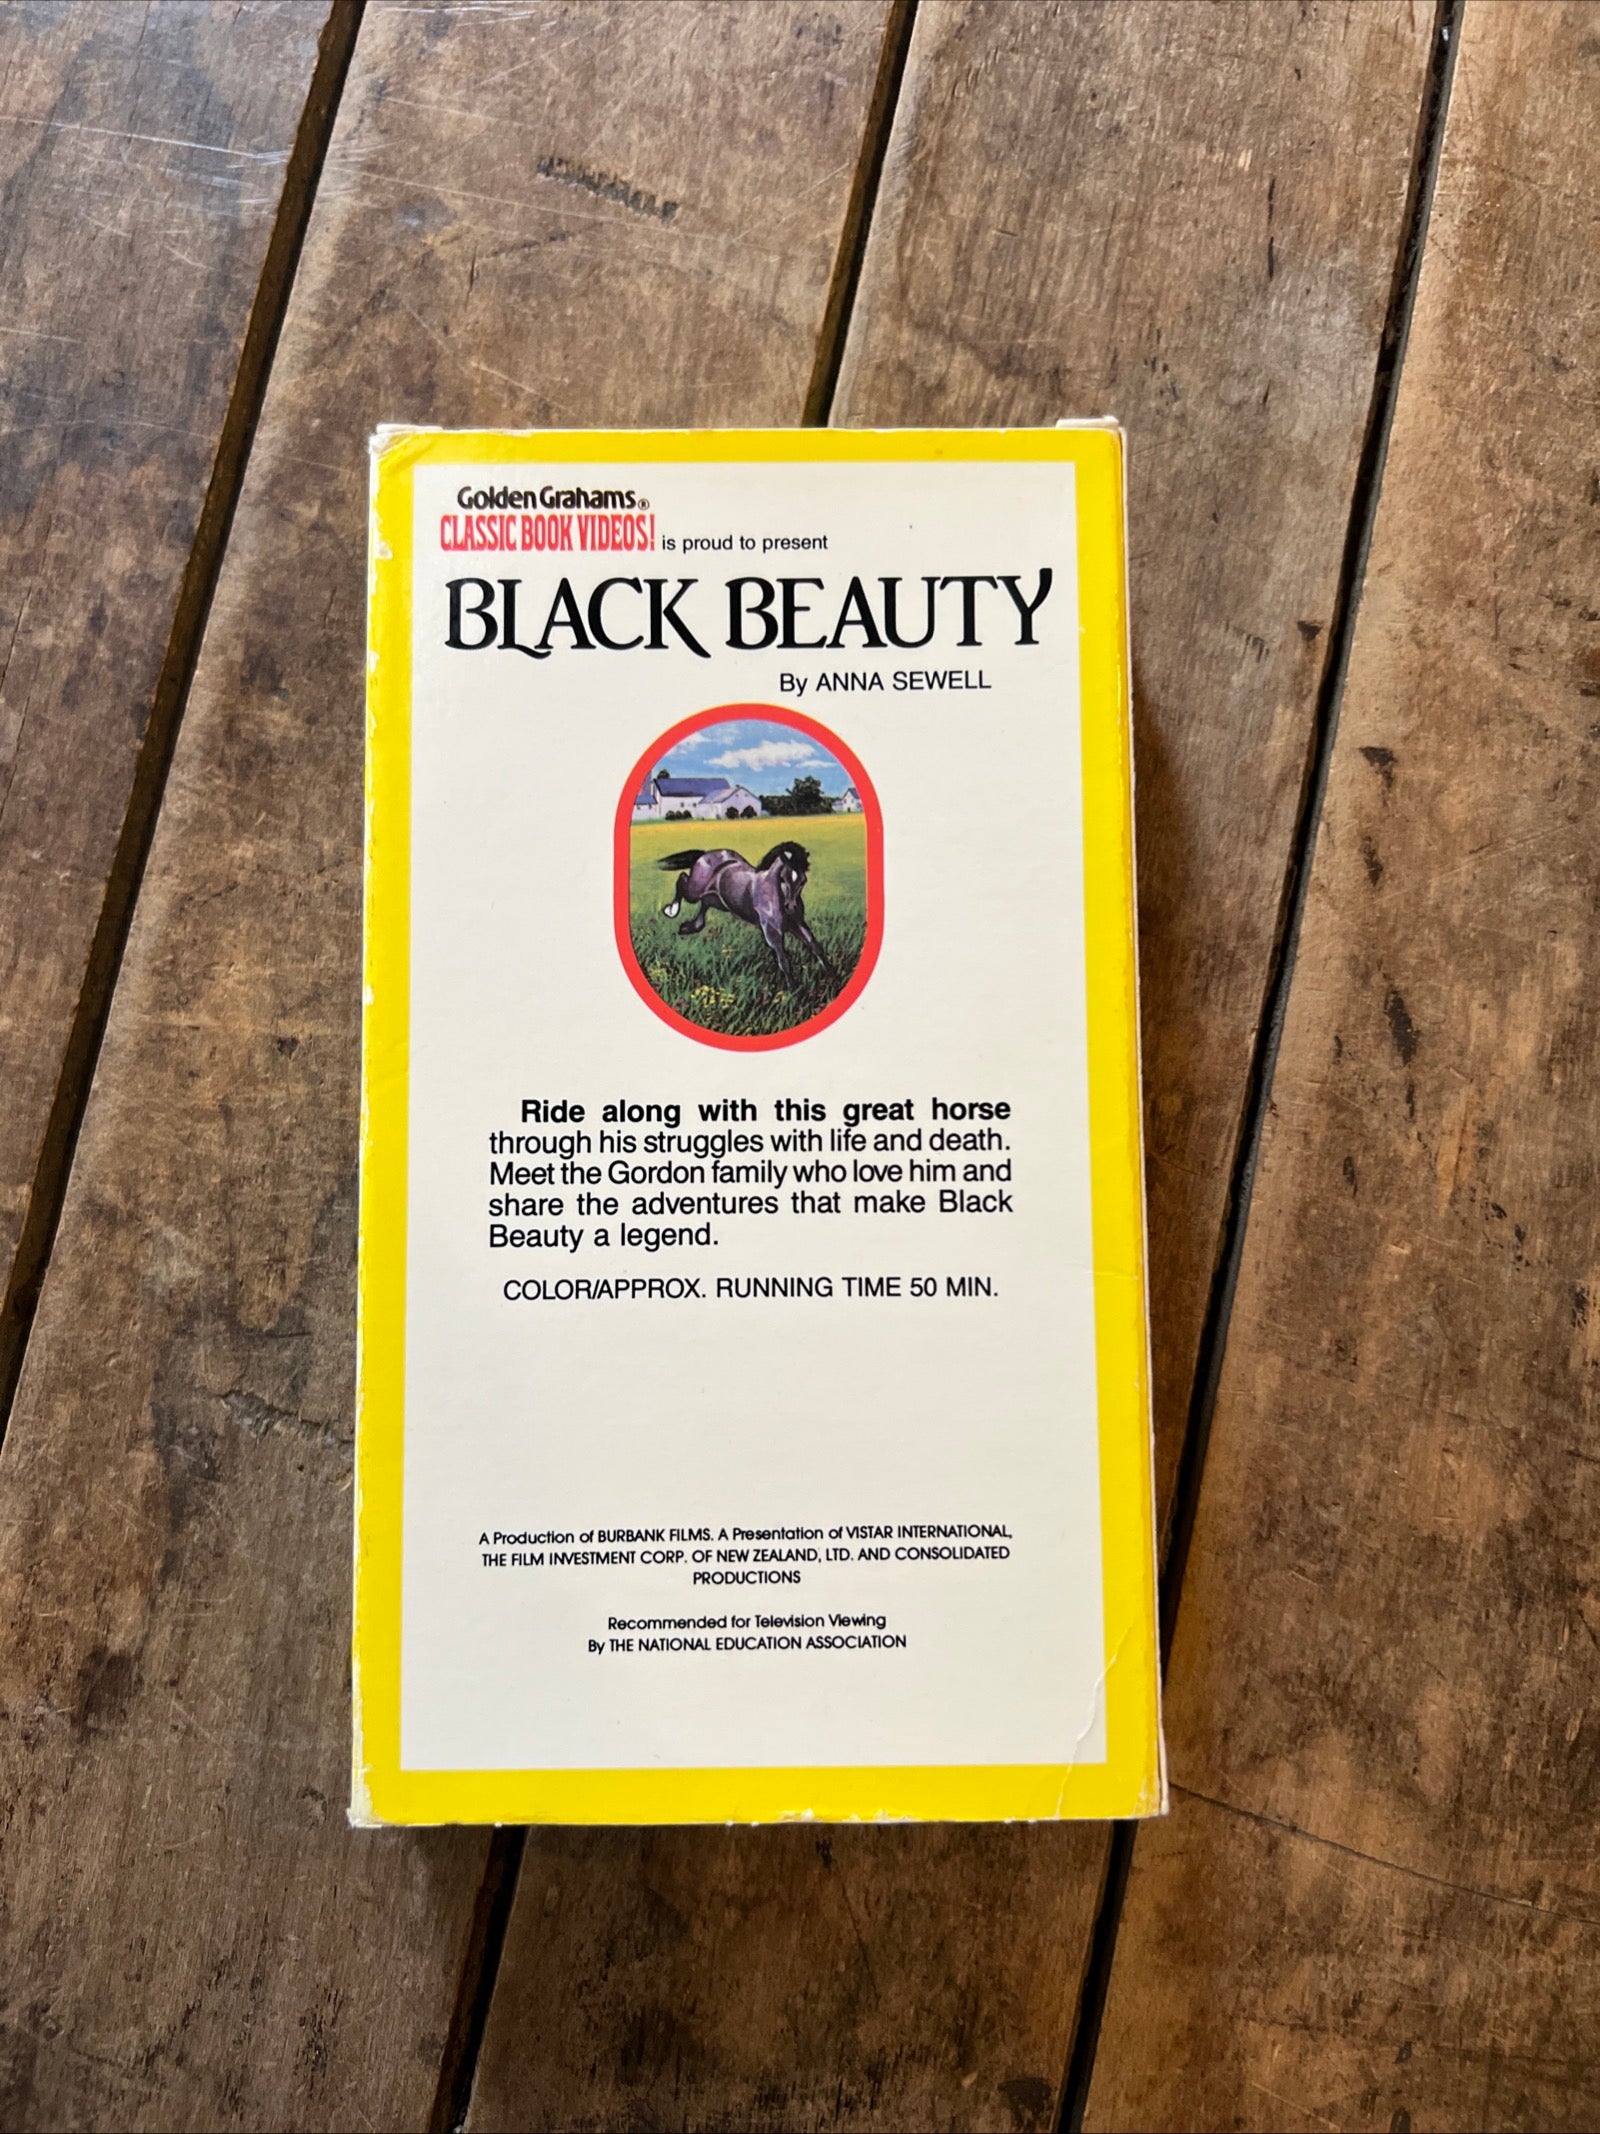 Golden Grahams®
CLASSIC BOOK VIDEOS! is proud to present
BLACK BEAUTY
By ANNA SEWELL
Ride along with this great horse
through his struggles with life and death.
Meet the Gordon family who love him and
share the adventures that make Black
Beauty a legend.
COLOR/APPROX. RUNNING TIME 50 MIN.
A Production of BURBANK FILMS. A Presentation of VISTAR INTERNATIONAL,
THE FILM INVESTMENT CORP. OF NEW ZEALAND, LTD. AND CONSOLIDATED
PRODUCTIONS
Recommended for Television Viewing
By THE NATIONAL EDUCATION ASSOCIATION